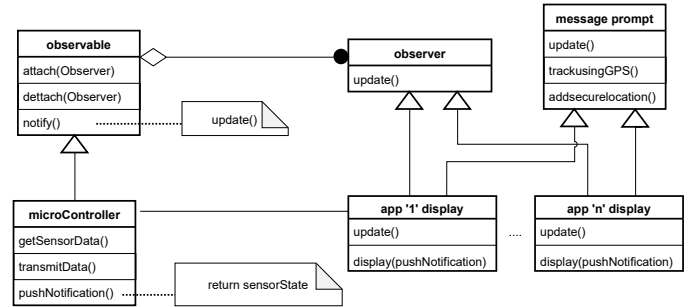 observable
attach(Observer)
dettach(Observer)
notify()
update()
observer
update()
message prompt
update()
trackusingGPS()
addsecurelocation()
microController
getSensorData()
transmitData()
pushNotification()
return sensorState
app '1' display
update()
display(pushNotification)
....
app 'n' display
update()
display(pushNotification)